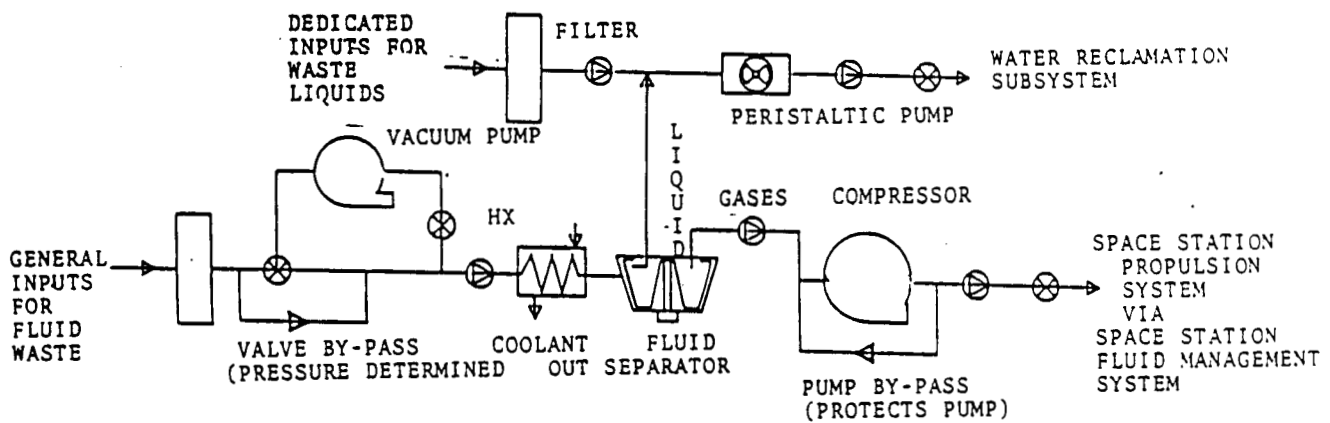 DEDICATED
INPUTS FOR
WASTE
LIQUIDS
FILTER
WATER RECLAMATION
SUBSYSTEM
PERISTALTIC PUMP
VACUUM PUMP
LIQUID
GASES
COMPRESSOR
HX
GENERAL
INPUTS
FOR
FLUID
WASTE
VALVE BY-PASS
(PRESSURE DETERMINED
COOLANT
OUT
FLUID
SEPARATOR
PUMP BY-PASS
(PROTECTS PUMP)
SPACE STATION
PROPULSION
SYSTEM
VIA
SPACE STATION
FLUID MANAGEMENT
SYSTEM